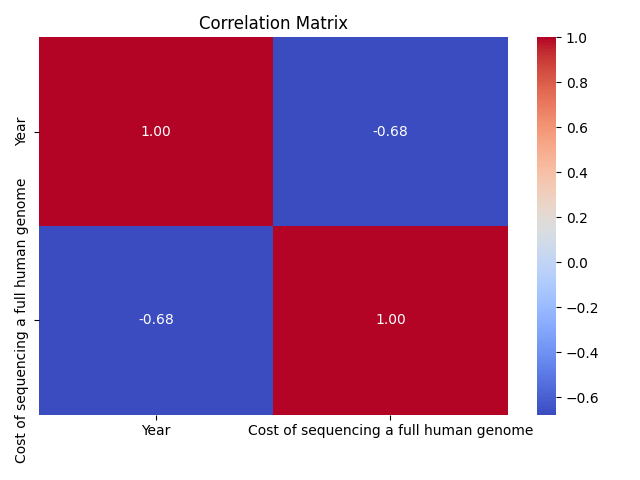 Correlation Matrix
Year
Cost of sequencing a full human genome
1.00
-0.68
-0.68
1.00
Year
Cost of sequencing a full human genome
1.0
0.8
0.6
0.4
0.2
0.0
−0.2
−0.4
−0.6